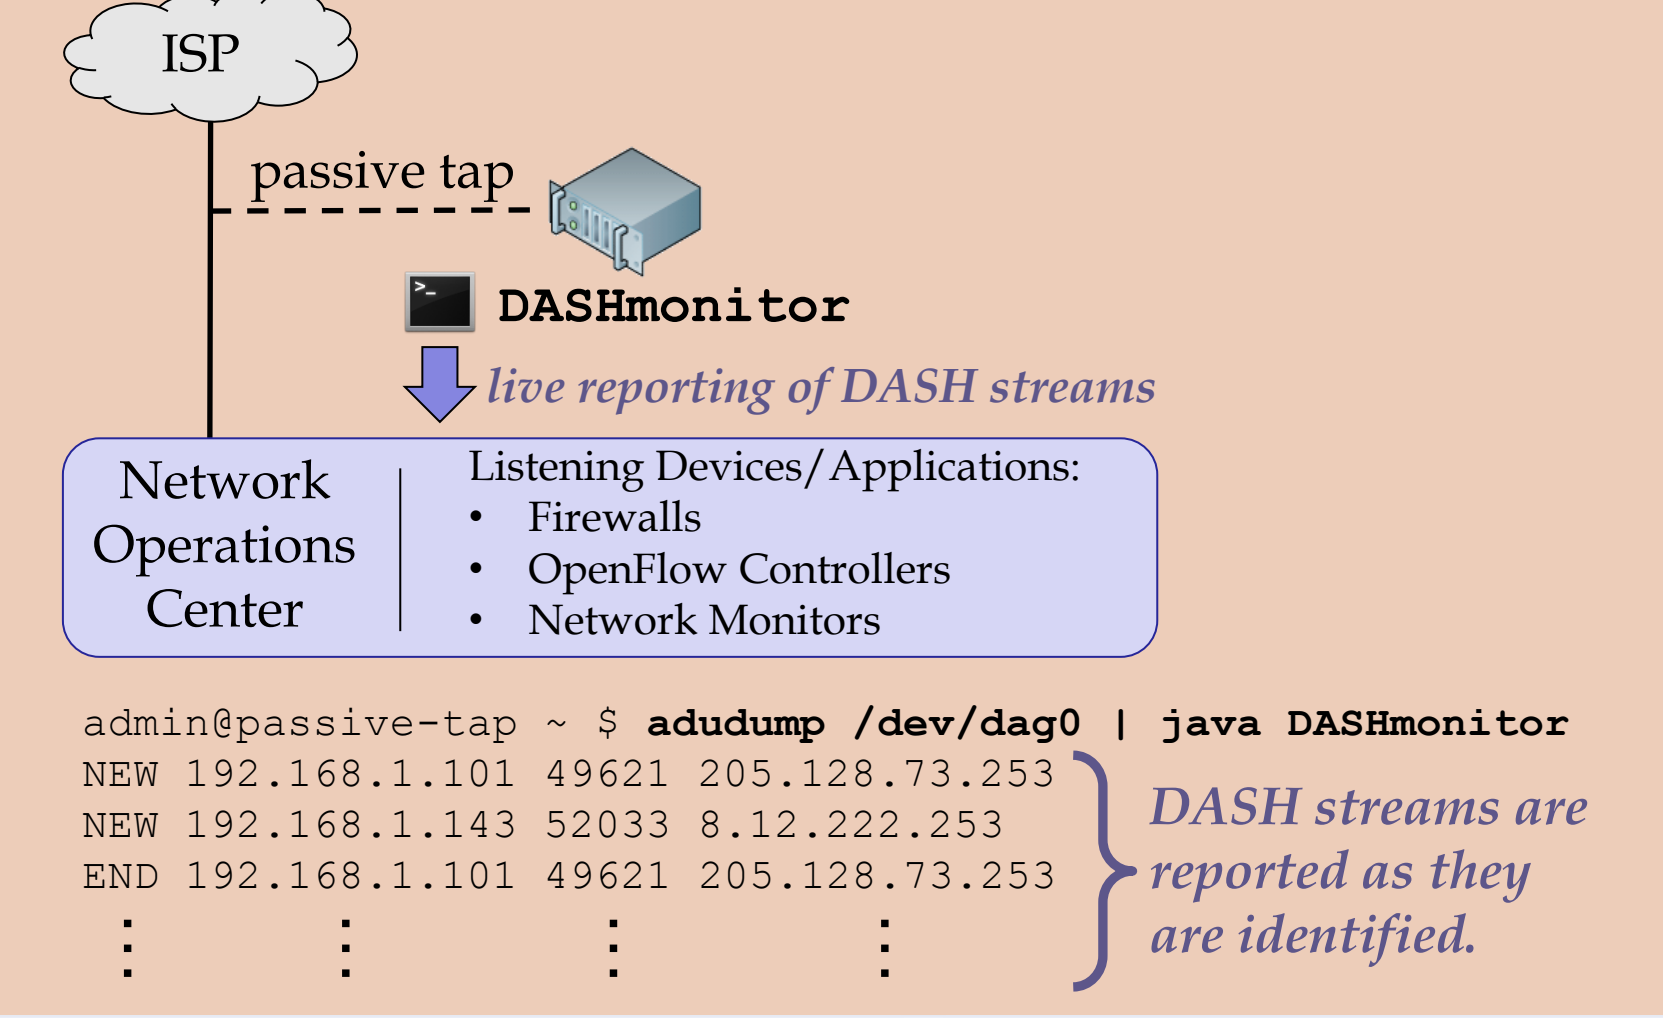 ISP
passive tap
>_
DASHmonitor
live reporting of DASH streams
Network
Operations
Center
Listening Devices/Applications:
• Firewalls
• OpenFlow Controllers
• Network Monitors
admin@passive-tap ~ $ adudump /dev/dag0 | java DASHmonitor
NEW 192.168.1.101 49621 205.128.73.253
NEW 192.168.1.143 52033 8.12.222.253
END 192.168.1.101 49621 205.128.73.253
⋮ ⋮ ⋮ ⋮
DASH streams are
reported as they
are identified.